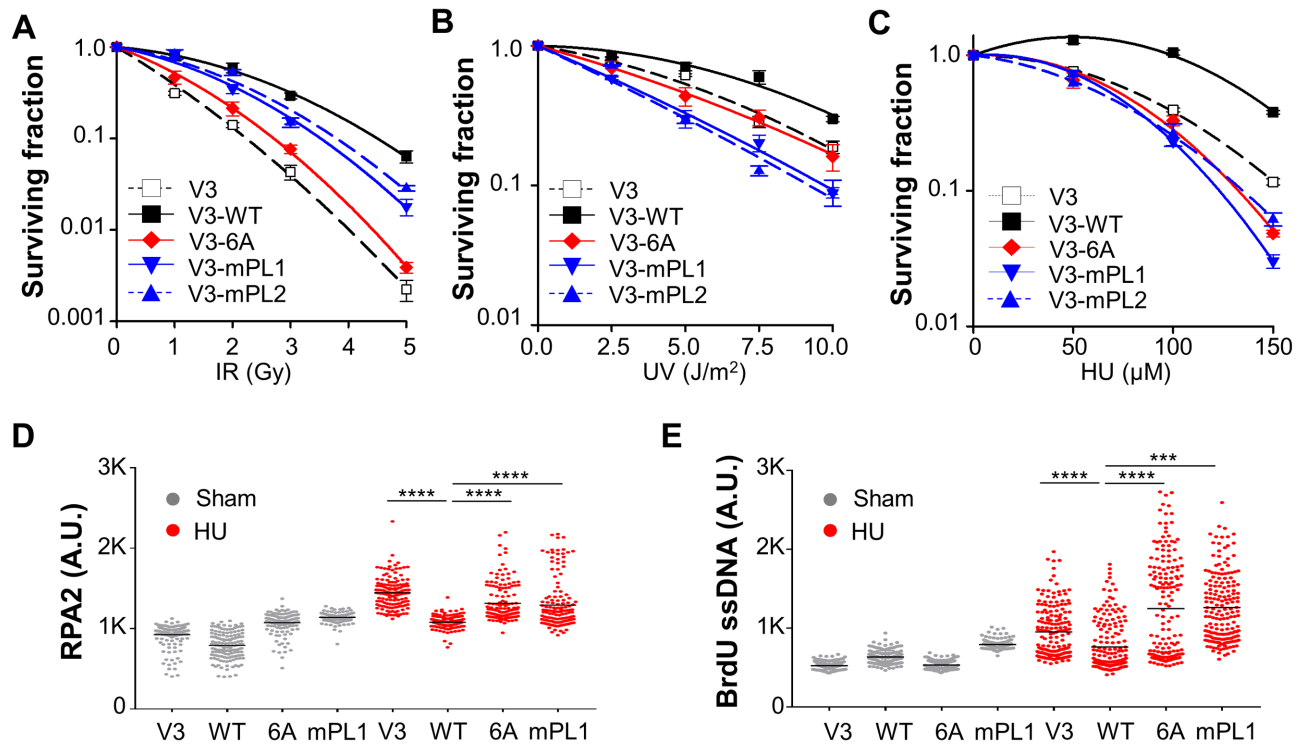 A
Surviving fraction
1.0
0.1
0.01
0.001
V3
V3-WT
V3-6A
V3-mPL1
V3-mPL2
0 1 2 3 4 5
IR (Gy)
B
Surviving fraction
1.0
0.1
0.01
V3
V3-WT
V3-6A
V3-mPL1
V3-mPL2
0.0 2.5 5.0 7.5 10.0
UV (J/m²)
C
Surviving fraction
1.0
0.1
0.01
V3
V3-WT
V3-6A
V3-mPL1
V3-mPL2
0 50 100 150
HU (µM)
D
RPA2 (A.U.)
3K
2K
1K
0
Sham
HU
****
**** ****
V3 WT 6A mPL1 V3 WT 6A mPL1
E
BrdU ssDNA (A.U.)
3K
2K
1K
0
Sham
HU
***
**** ****
V3 WT 6A mPL1 V3 WT 6A mPL1